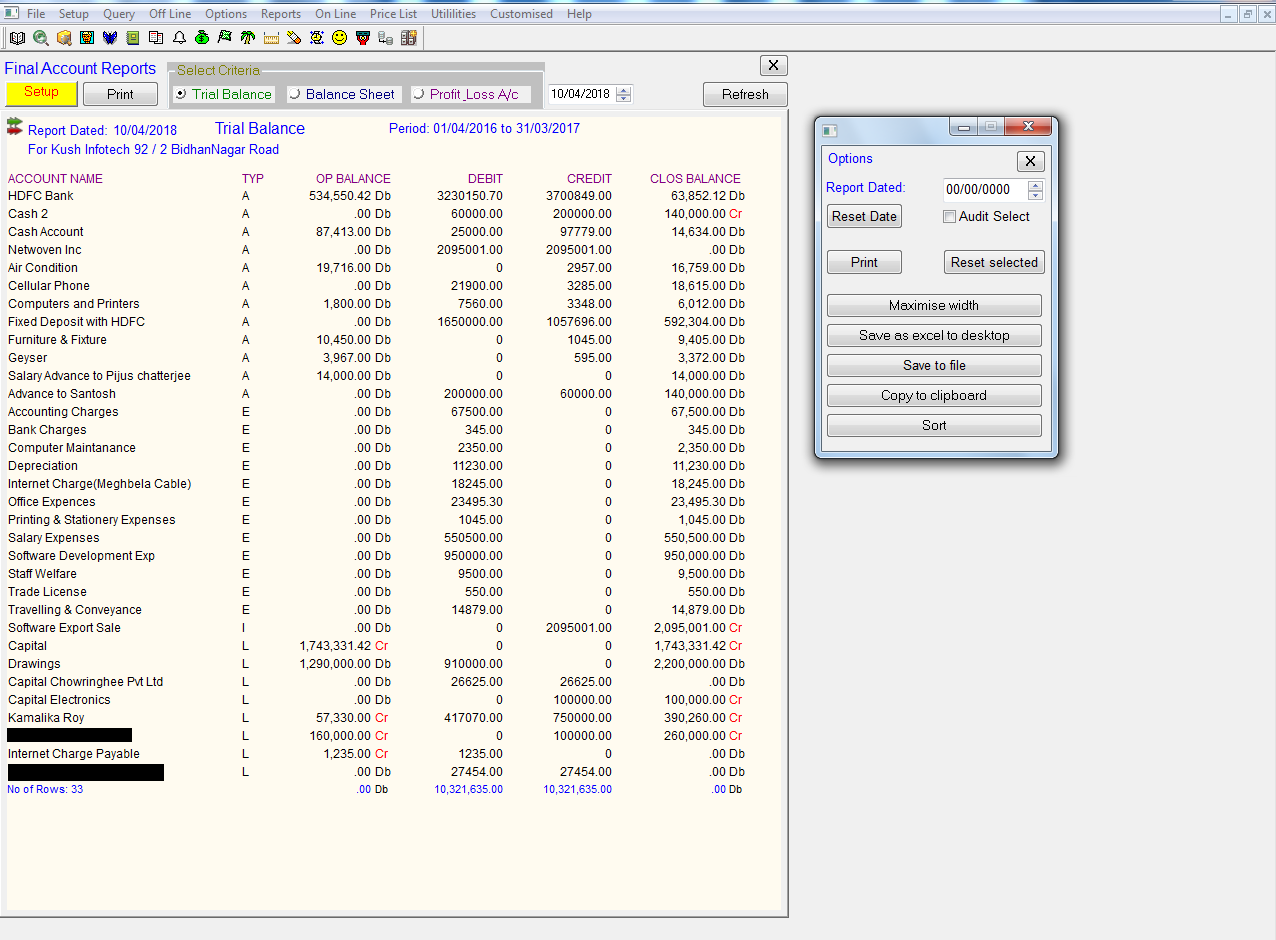 File Setup Query Off Line Options Reports On Line Price List Utililities Customised Help
Final Account Reports
Select Criteria
Setup Print Trial Balance Balance Sheet Profit_Loss A/c 10/04/2018 Refresh
Report Dated: 10/04/2018 Trial Balance Period: 01/04/2016 to 31/03/2017
For Kush Infotech 92 / 2 BidhanNagar Road
ACCOUNT NAME TYP OP BALANCE DEBIT CREDIT CLOS BALANCE
HDFC Bank A 534,550.42 Db 3230150.70 3700849.00 63,852.12 Db
Cash 2 A .00 Db 60000.00 200000.00 140,000.00 Cr
Cash Account A 87,413.00 Db 25000.00 97779.00 14,634.00 Db
Netwoven Inc A .00 Db 2095001.00 2095001.00 .00 Db
Air Condition A 19,716.00 Db 0 2957.00 16,759.00 Db
Cellular Phone A .00 Db 21900.00 3285.00 18,615.00 Db
Computers and Printers A 1,800.00 Db 7560.00 3348.00 6,012.00 Db
Fixed Deposit with HDFC A .00 Db 1650000.00 1057696.00 592,304.00 Db
Furniture & Fixture A 10,450.00 Db 0 1045.00 9,405.00 Db
Geyser A 3,967.00 Db 0 595.00 3,372.00 Db
Salary Advance to Pijus chatterjee A 14,000.00 Db 0 0 14,000.00 Db
Advance to Santosh A .00 Db 200000.00 60000.00 140,000.00 Db
Accounting Charges E .00 Db 67500.00 0 67,500.00 Db
Bank Charges E .00 Db 345.00 0 345.00 Db
Computer Maintanance E .00 Db 2350.00 0 2,350.00 Db
Depreciation E .00 Db 11230.00 0 11,230.00 Db
Internet Charge(Meghbela Cable) E .00 Db 18245.00 0 18,245.00 Db
Office Expences E .00 Db 23495.30 0 23,495.30 Db
Printing & Stationery Expenses E .00 Db 1045.00 0 1,045.00 Db
Salary Expenses E .00 Db 550500.00 0 550,500.00 Db
Software Development Exp E .00 Db 950000.00 0 950,000.00 Db
Staff Welfare E .00 Db 9500.00 0 9,500.00 Db
Trade License E .00 Db 550.00 0 550.00 Db
Travelling & Conveyance E .00 Db 14879.00 0 14,879.00 Db
Software Export Sale I .00 Db 0 2095001.00 2,095,001.00 Cr
Capital L 1,743,331.42 Cr 0 0 1,743,331.42 Cr
Drawings L 1,290,000.00 Db 910000.00 0 2,200,000.00 Db
Capital Chowringhee Pvt Ltd L .00 Db 26625.00 26625.00 .00 Db
Capital Electronics L .00 Db 0 100000.00 100,000.00 Cr
Kamalika Roy L 57,330.00 Cr 417070.00 750000.00 390,260.00 Cr
L 160,000.00 Cr 0 100000.00 260,000.00 Cr
Internet Charge Payable L 1,235.00 Cr 1235.00 0 .00 Db
L .00 Db 27454.00 27454.00 .00 Db
No of Rows: 33 .00 Db 10,321,635.00 10,321,635.00 .00 Db
Options
Report Dated: 00/00/0000
Reset Date Audit Select
Print Reset selected
Maximise width
Save as excel to desktop
Save to file
Copy to clipboard
Sort